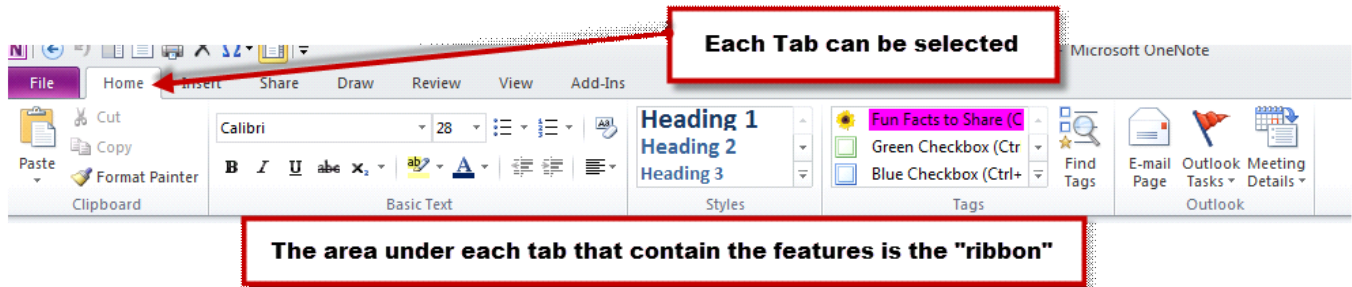 Each Tab can be selected
Microsoft OneNote
File Home Insert Share Draw Review View Add-Ins
Cut
Copy
Paste
Format Painter
Clipboard
Calibri 28
B I U abc x₂ ab A
Basic Text
Heading 1
Heading 2
Heading 3
Styles
Fun Facts to Share (C
Green Checkbox (Ctr
Blue Checkbox (Ctrl+
Find
Tags
Tags
E-mail
Page
Outlook
Tasks
Meeting
Details
Outlook
The area under each tab that contain the features is the "ribbon"